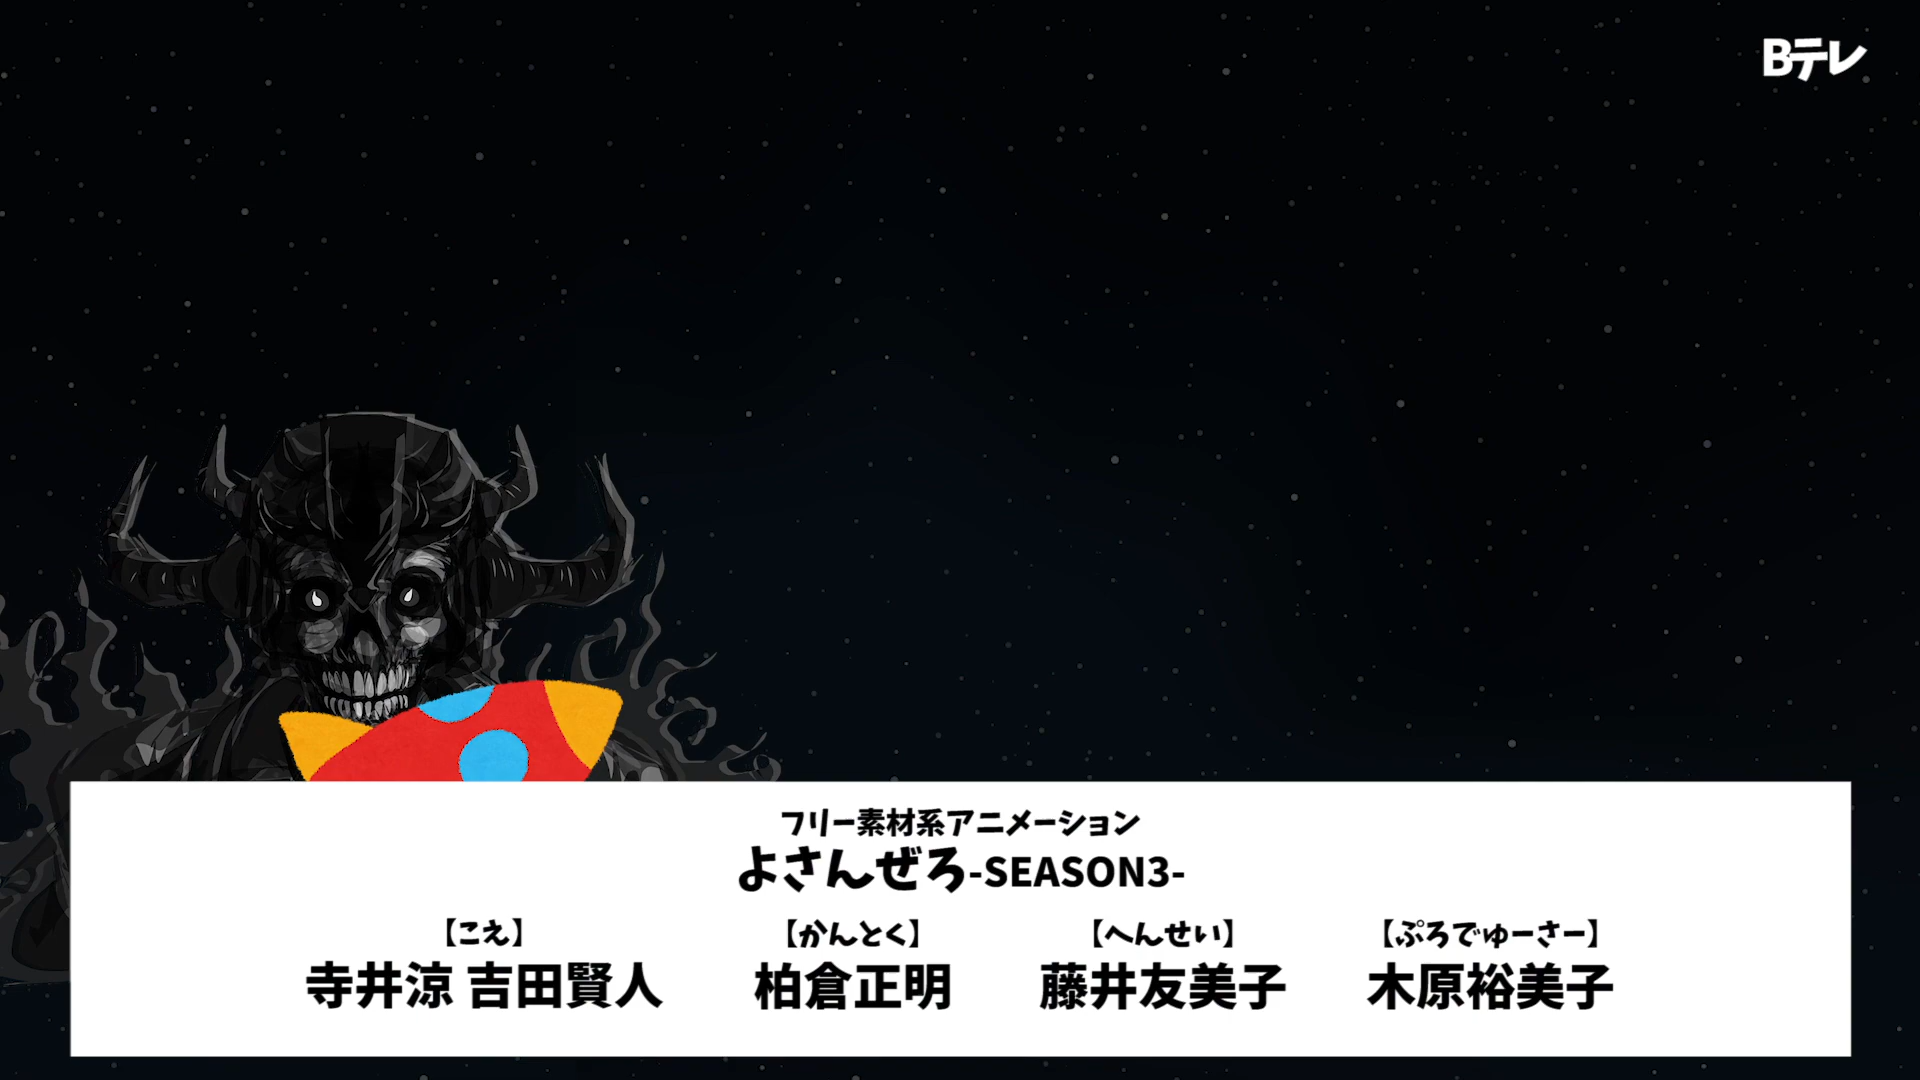 Bテレ
フリー素材系アニメーション
よさんぜろ-SEASON3-
【こえ】 【かんとく】 【へんせい】 【ぷろでゅーさー】
寺井涼 吉田賢人 柏倉正明 藤井友美子 木原裕美子